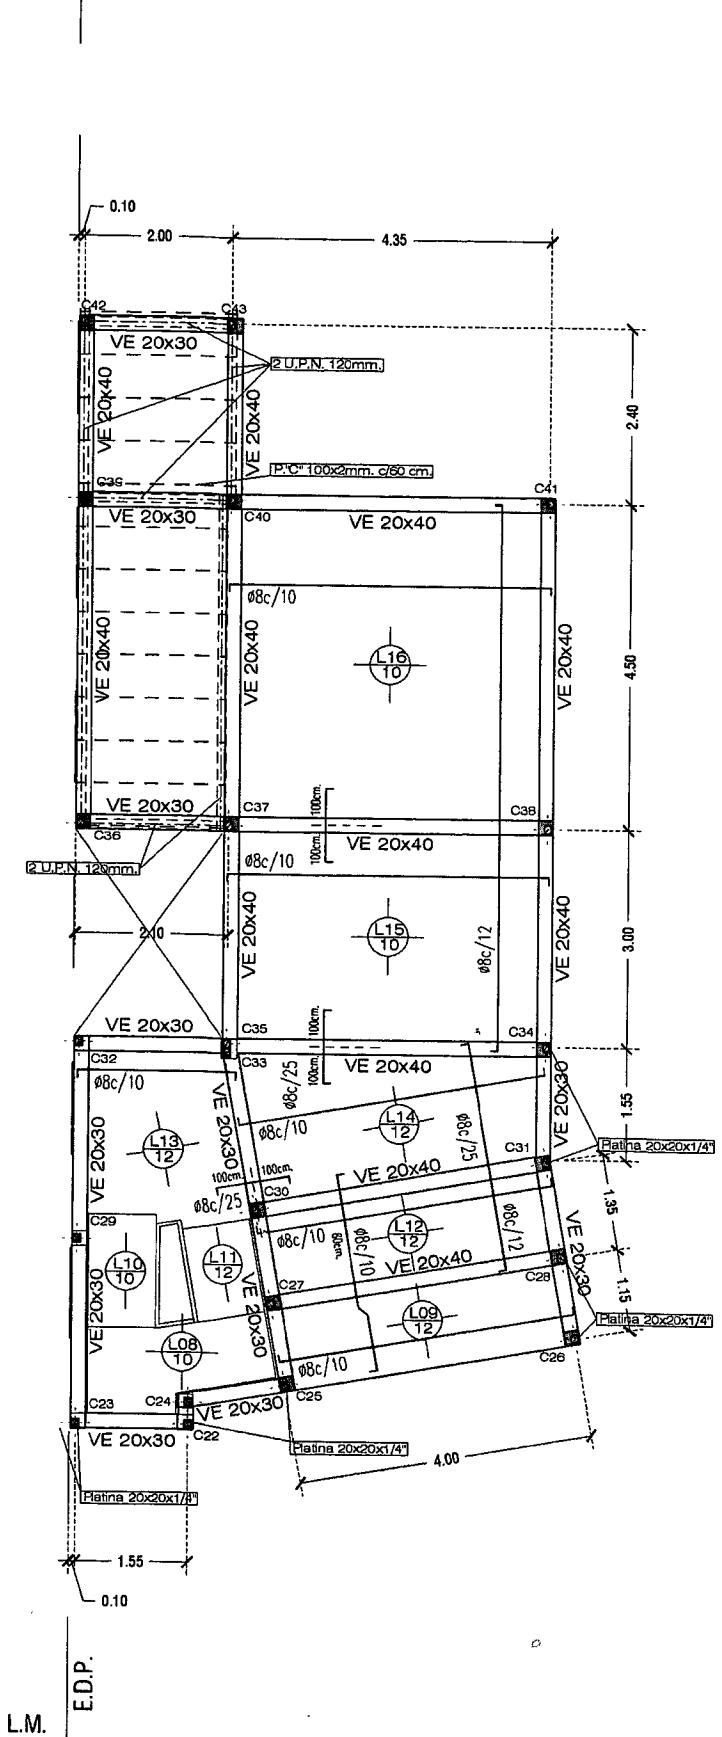 0.10
2.00
4.35
C42
C43
VE 20x30
2 U.P.N. 120mm.
VE 20x40
VE 20x40
2.40
P."C" 100x2mm. c/60 cm.
C39
C41
VE 20x30
C40
VE 20x40
ø8c/10
L16
10
VE 20x40
VE 20x40
VE 20x40
4.50
VE 20x30
C37
100cm.
C38
C36
100cm.
VE 20x40
2 U.P.N. 120mm.
ø8c/10
2.10
VE 20x40
L15
10
ø8c/12
VE 20x40
3.00
VE 20x30
C35
100cm.
C34
C32
C33
100cm.
VE 20x40
ø8c/10
ø8c/25
VE 20x30
VE 20x30
1.55
VE 20x30
L13
12
ø8c/10
L14
12
ø8c/25
C31
Platina 20x20x1/4"
100cm.
100cm.
VE 20x40
ø8c/25
C30
1.35
C29
ø8c/10
60cm.
ø8c/10
L12
12
ø8c/12
VE 20x30
L10
10
L11
12
VE 20x40
C28
VE 20x30
VE 20x30
C27
1.15
L08
10
L09
12
Platina 20x20x1/4"
C26
ø8c/10
C23
C24
VE 20x30
C25
VE 20x30
C22
Platina 20x20x1/4"
4.00
Platina 20x20x1/4"
1.55
0.10
E.D.P.
L.M.